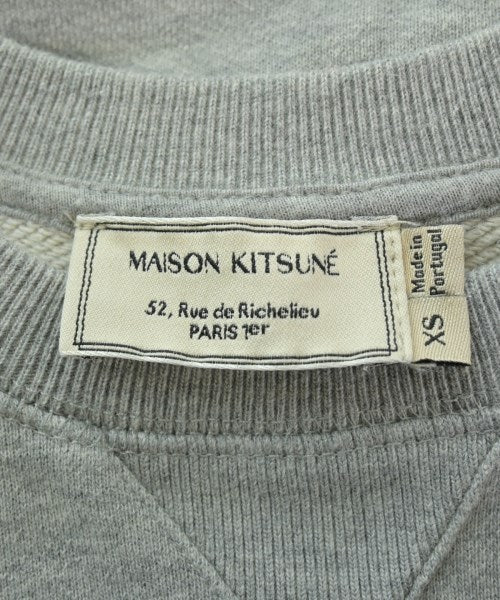 MAISON KITSUNÉ
52, Rue de Richelieu
PARIS 1er
Made in
Portugal
XS